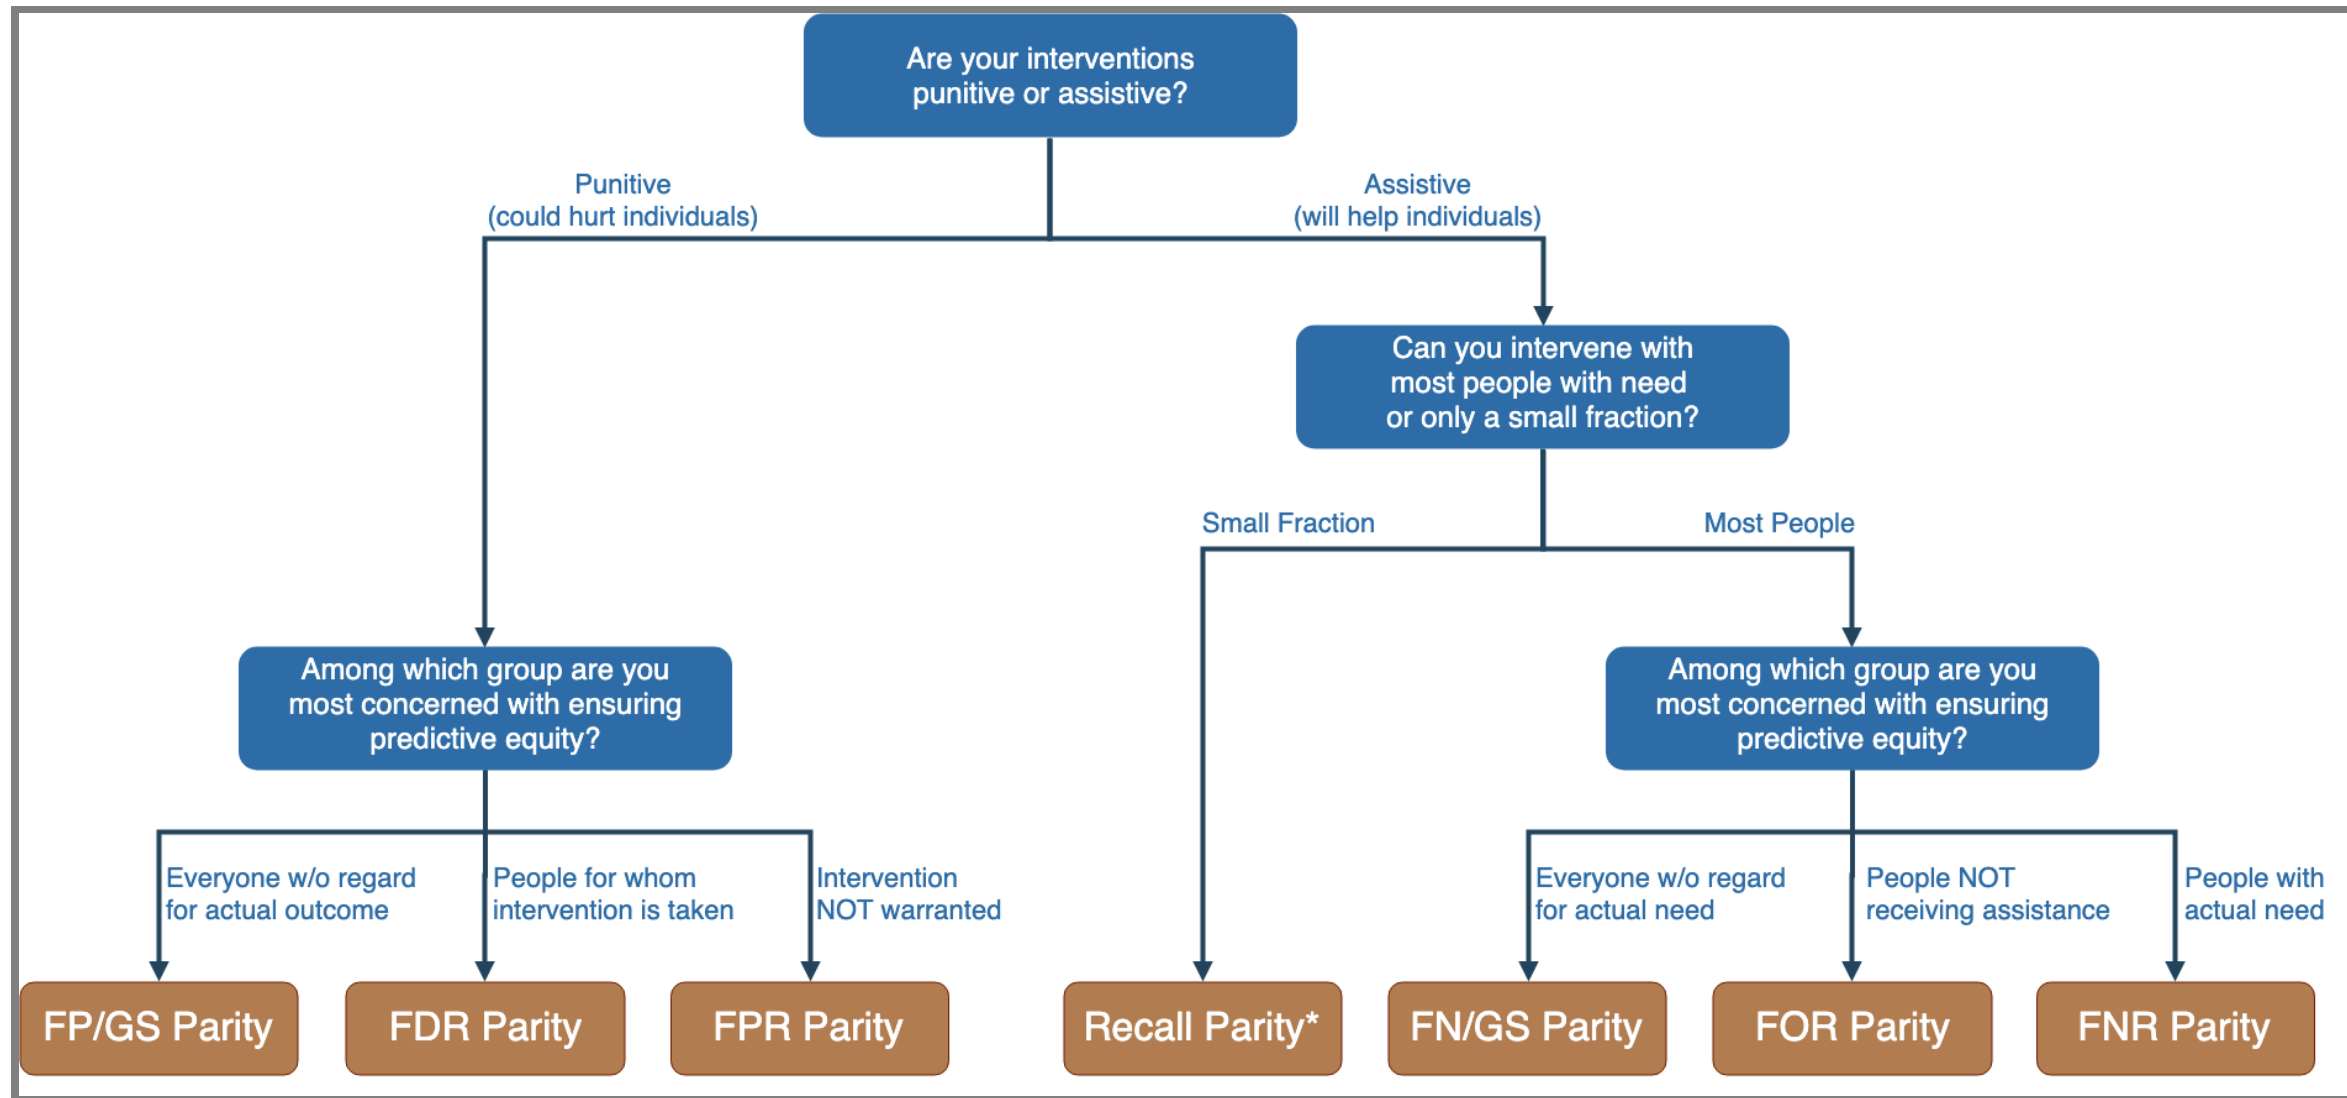 Are your interventions
punitive or assistive?
Punitive
(could hurt individuals)
Assistive
(will help individuals)
Can you intervene with
most people with need
or only a small fraction?
Small Fraction
Most People
Among which group are you
most concerned with ensuring
predictive equity?
Among which group are you
most concerned with ensuring
predictive equity?
Everyone w/o regard
for actual outcome
People for whom
intervention is taken
Intervention
NOT warranted
Everyone w/o regard
for actual need
People NOT
receiving assistance
People with
actual need
FP/GS Parity
FDR Parity
FPR Parity
Recall Parity*
FN/GS Parity
FOR Parity
FNR Parity